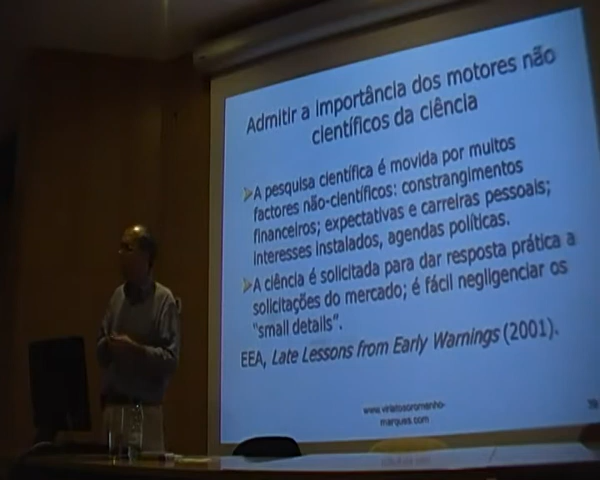 Admitir a importância dos motores não
científicos da ciência
A pesquisa científica é movida por muitos
factores não-científicos: constrangimentos
financeiros; expectativas e carreiras pessoais;
interesses instalados, agendas políticas.
A ciência é solicitada para dar resposta prática a
solicitações do mercado; é fácil negligenciar os
"small details".
EEA, Late Lessons from Early Warnings (2001).
marques.com
39